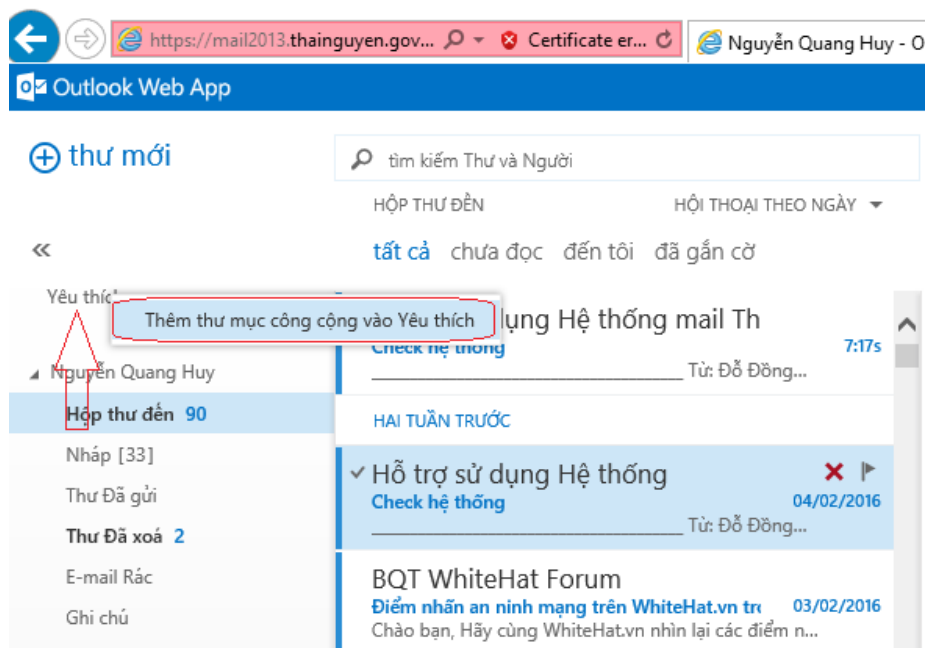 https://mail2013.thainguyen.gov... Certificate er... Nguyễn Quang Huy - O
Outlook Web App
thư mới
tìm kiếm Thư và Người
HỘP THƯ ĐẾN HỘI THOẠI THEO NGÀY
tất cả chưa đọc đến tôi đã gắn cờ
Yêu thíc
Thêm thư mục công cộng vào Yêu thích
lụng Hệ thống mail Th
Check hệ thống 7:17s
Từ: Đỗ Đồng...
Nguyễn Quang Huy
Hộp thư đến 90
Nháp [33]
Thư Đã gửi
Thư Đã xoá 2
E-mail Rác
Ghi chú
HAI TUẦN TRƯỚC
Hỗ trợ sử dụng Hệ thống
Check hệ thống 04/02/2016
Từ: Đỗ Đồng...
BQT WhiteHat Forum
Điểm nhấn an ninh mạng trên WhiteHat.vn trc 03/02/2016
Chào bạn, Hãy cùng WhiteHat.vn nhìn lại các điểm n...